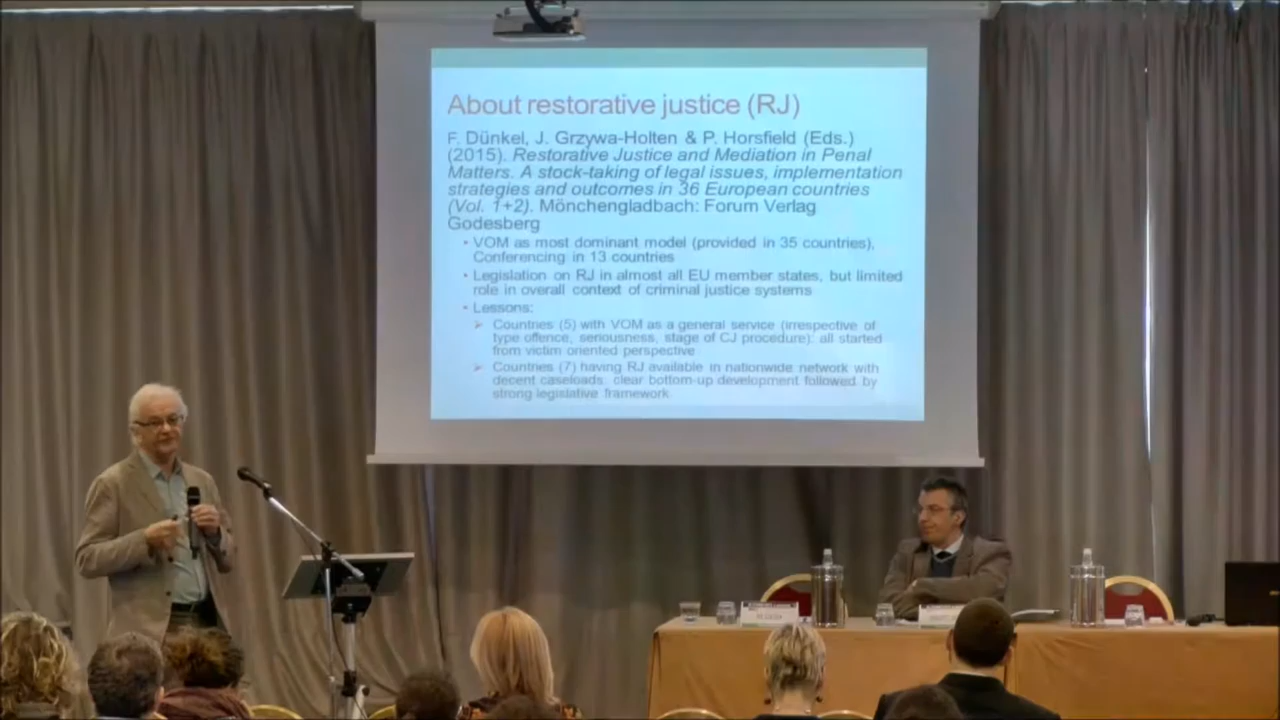 About restorative justice (RJ)
F. Dünkel, J. Grzywa-Holten & P. Horsfield (Eds.)
(2015). Restorative Justice and Mediation in Penal
Matters. A stock-taking of legal issues, implementation
strategies and outcomes in 36 European countries
(Vol. 1+2). Mönchengladbach: Forum Verlag
Godesberg
• VOM as most dominant model (provided in 35 countries),
Conferencing in 13 countries
• Legislation on RJ in almost all EU member states, but limited
role in overall context of criminal justice systems
• Lessons:
➢ Countries (5) with VOM as a general service (irrespective of
type offence, seriousness, stage of CJ procedure): all started
from victim oriented perspective
➢ Countries (7) having RJ available in nationwide network with
decent caseloads: clear bottom-up development followed by
strong legislative framework